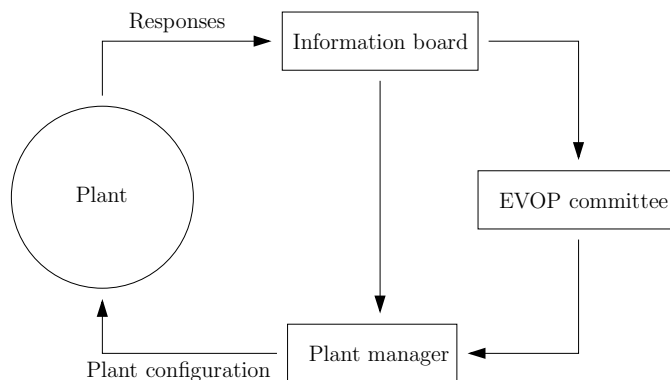 Responses
Information board
Plant
EVOP committee
Plant manager
Plant configuration